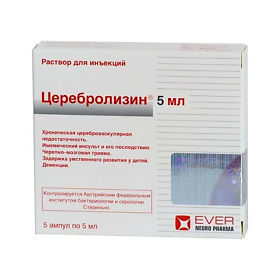 Раствор для инъекций
Церебролизин® 5 мл
Хроническая цереброваскулярная
недостаточность.
Ишемический инсульт и его последствия.
Черепно-мозговая травма.
Задержка умственного развития у детей.
Деменции.
Контролируется Австрийским федеральным
институтом бактериологии и серологии.
Стерильно.
5 ампул по 5 мл
EVER
NEURO PHARMA